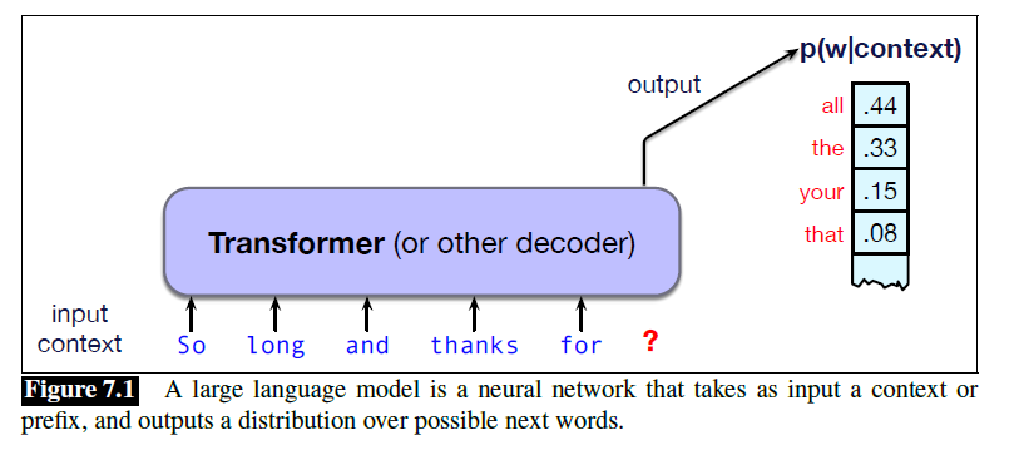 p(w|context)
output
all .44
the .33
your .15
that .08
Transformer (or other decoder)
input
context So long and thanks for ?
Figure 7.1 A large language model is a neural network that takes as input a context or
prefix, and outputs a distribution over possible next words.